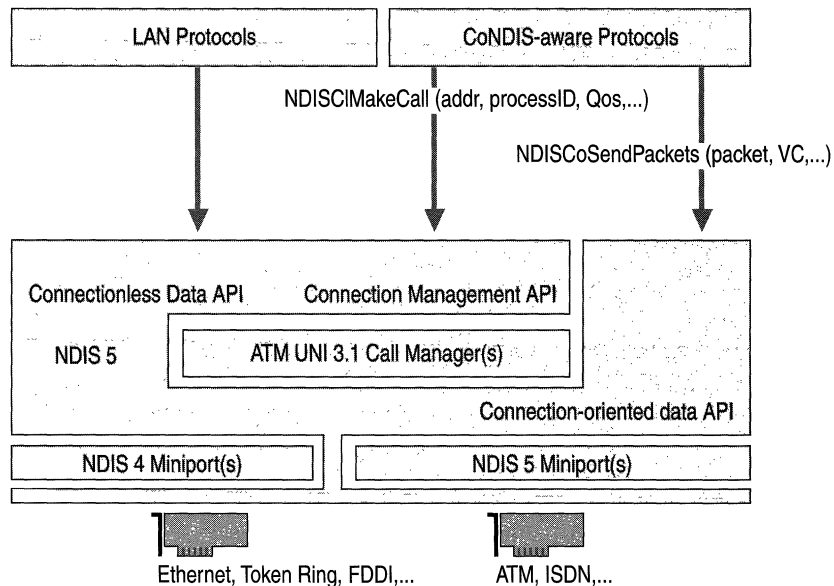 LAN Protocols
CoNDIS-aware Protocols
NDISClMakeCall (addr, processID, Qos,...)
NDISCoSendPackets (packet, VC,...)
Connectionless Data API
Connection Management API
NDIS 5
ATM UNI 3.1 Call Manager(s)
Connection-oriented data API
NDIS 4 Miniport(s)
NDIS 5 Miniport(s)
Ethernet, Token Ring, FDDI,...
ATM, ISDN,...